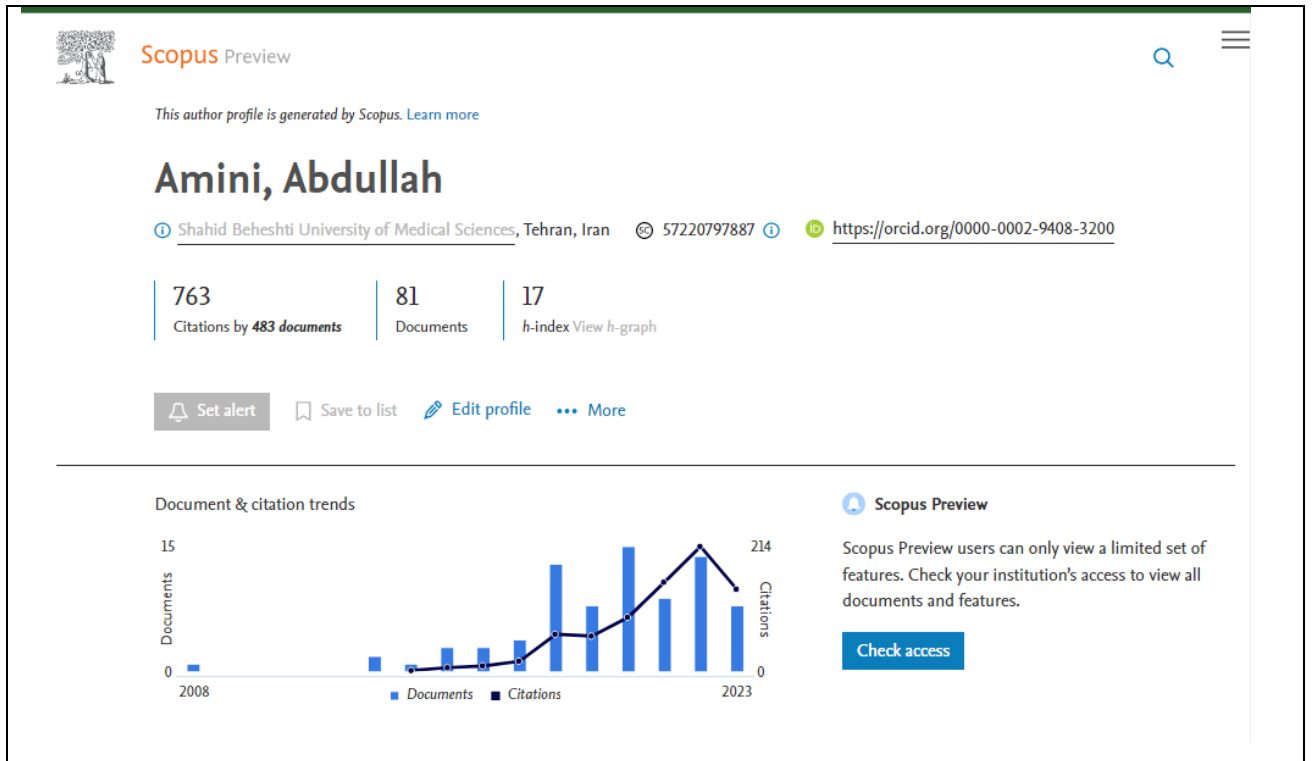 Scopus Preview
This author profile is generated by Scopus. Learn more
Amini, Abdullah
Shahid Beheshti University of Medical Sciences, Tehran, Iran SC 57220797887 https://orcid.org/0000-0002-9408-3200
763 81 17
Citations by 483 documents Documents h-index View h-graph
Set alert Save to list Edit profile ••• More
Document & citation trends
15 214
Documents
Citations
0 0
2008 2023
Documents Citations
Scopus Preview
Scopus Preview users can only view a limited set of
features. Check your institution's access to view all
documents and features.
Check access